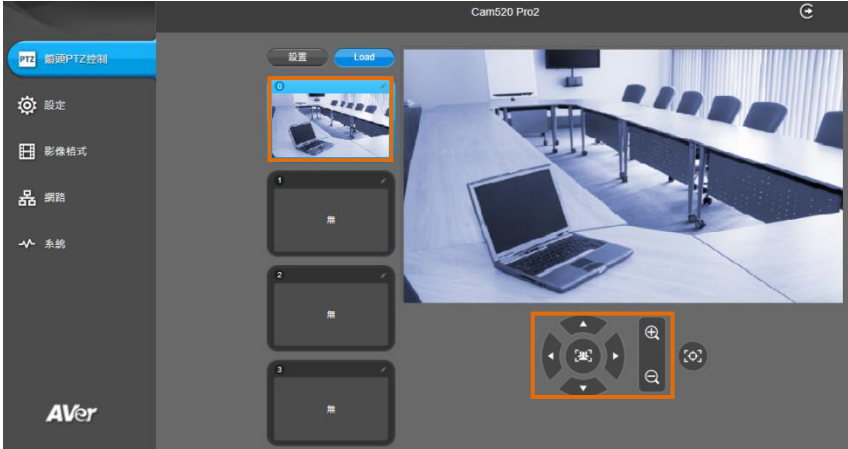 Cam520 Pro2
PTZ 鏡頭PTZ控制
設定
影像格式
網路
系統
AVer
設置 Load
0
1
無
2
無
3
無